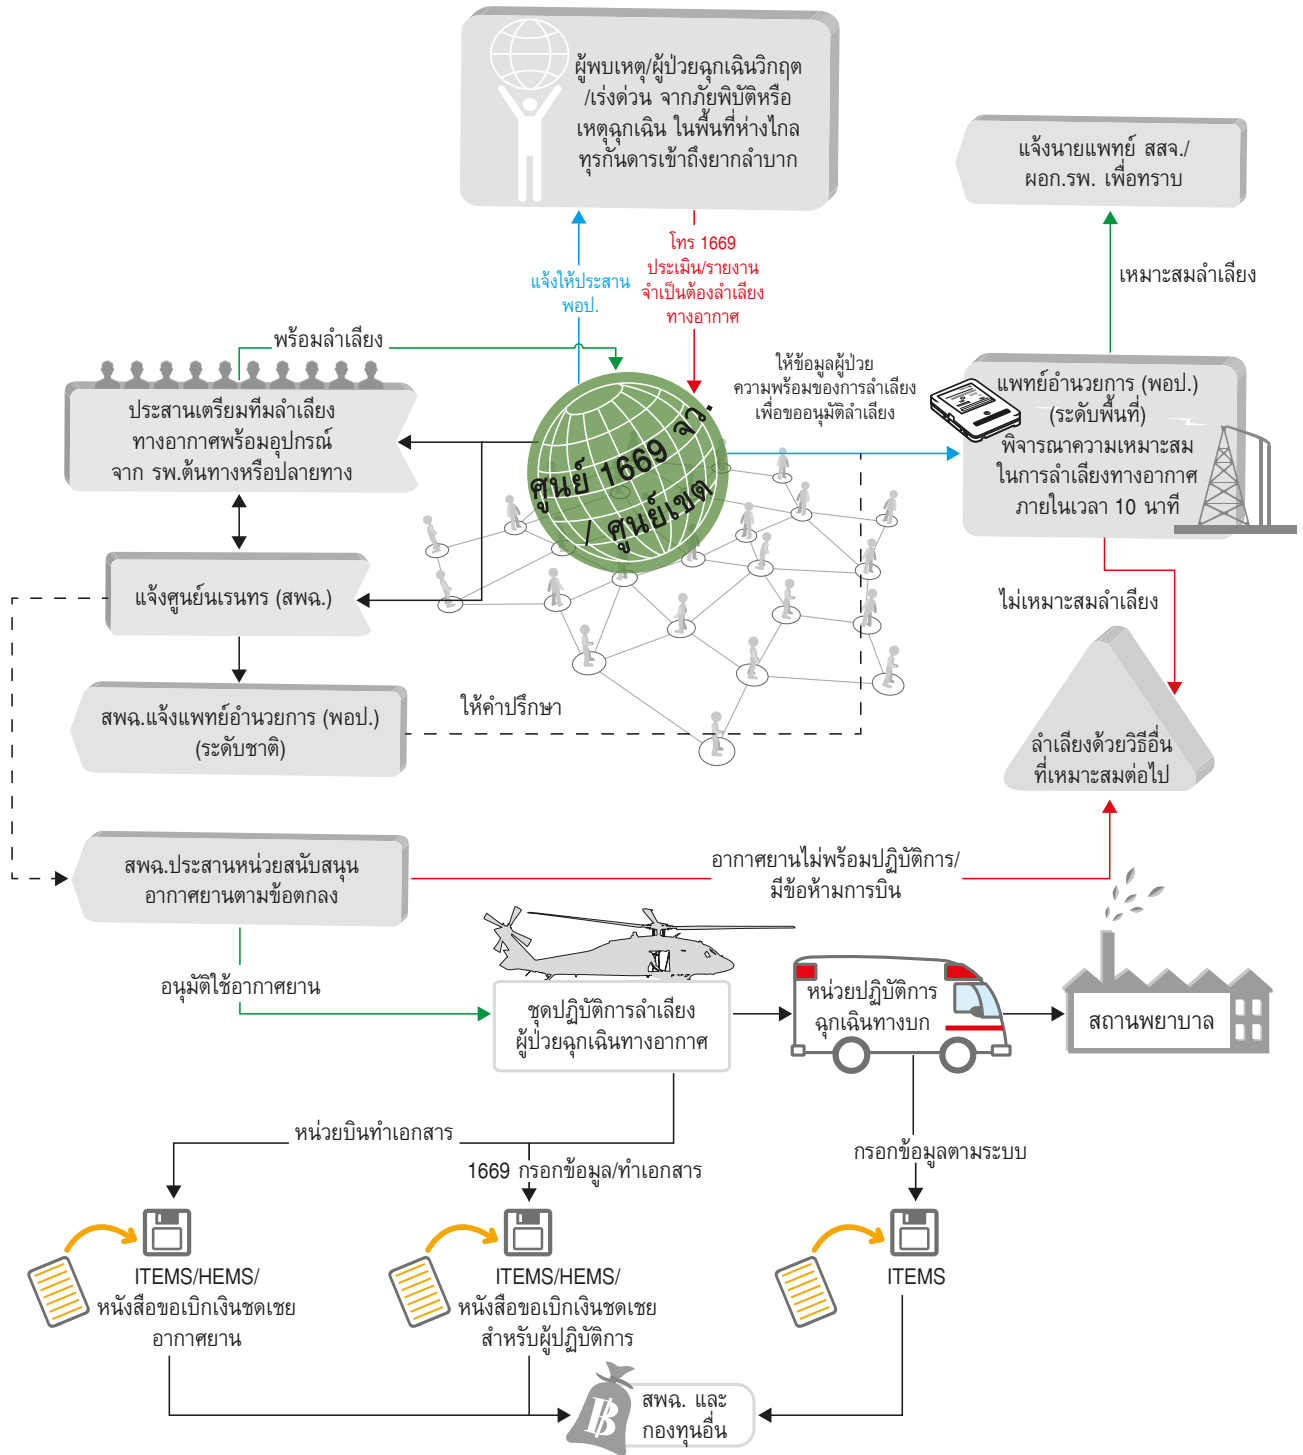 ผู้พบเหตุ/ผู้ป่วยฉุกเฉินวิกฤต
/เร่งด่วน จากภัยพิบัติหรือ
เหตุฉุกเฉิน ในพื้นที่ห่างไกล
ทุรกันดารเข้าถึงยากลำบาก
แจ้งนายแพทย์ สสจ./
ผอก.รพ. เพื่อทราบ
โทร 1669
ประเมิน/รายงาน
จำเป็นต้องลำเลียง
ทางอากาศ
แจ้งให้ประสาน
พอป.
เหมาะสมลำเลียง
พร้อมลำเลียง
ให้ข้อมูลผู้ป่วย
ความพร้อมของการลำเลียง
เพื่อขออนุมัติลำเลียง
ประสานเตรียมทีมลำเลียง
ทางอากาศพร้อมอุปกรณ์
จาก รพ.ต้นทางหรือปลายทาง
ศูนย์ 1669 จว.
/ ศูนย์เขต
แพทย์อำนวยการ (พอป.)
(ระดับพื้นที่)
พิจารณาความเหมาะสม
ในการลำเลียงทางอากาศ
ภายในเวลา 10 นาที
แจ้งศูนย์นเรนทร (สพฉ.)
ไม่เหมาะสมลำเลียง
สพฉ.แจ้งแพทย์อำนวยการ (พอป.)
(ระดับชาติ)
ให้คำปรึกษา
ลำเลียงด้วยวิธีอื่น
ที่เหมาะสมต่อไป
สพฉ.ประสานหน่วยสนับสนุน
อากาศยานตามข้อตกลง
อากาศยานไม่พร้อมปฏิบัติการ/
มีข้อห้ามการบิน
อนุมัติใช้อากาศยาน
ชุดปฏิบัติการลำเลียง
ผู้ป่วยฉุกเฉินทางอากาศ
หน่วยปฏิบัติการ
ฉุกเฉินทางบก
สถานพยาบาล
หน่วยบินทำเอกสาร
1669 กรอกข้อมูล/ทำเอกสาร
กรอกข้อมูลตามระบบ
ITEMS/HEMS/
หนังสือขอเบิกเงินชดเชย
อากาศยาน
ITEMS/HEMS/
หนังสือขอเบิกเงินชดเชย
สำหรับผู้ปฏิบัติการ
ITEMS
฿
สพฉ. และ
กองทุนอื่น